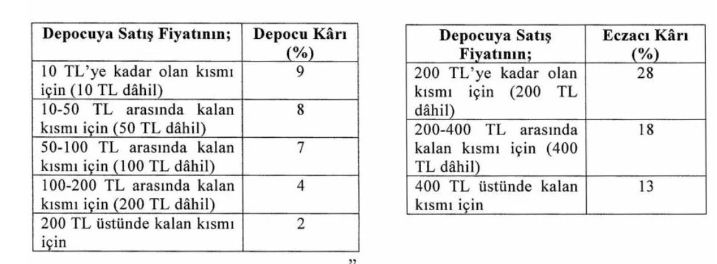 Depocuya Satış Fiyatının;
Depocu Kârı
(%)
10 TL'ye kadar olan kısmı
için (10 TL dâhil)
9
10-50 TL arasında kalan
kısmı için (50 TL dâhil)
8
50-100 TL arasında kalan
kısmı için (100 TL dâhil)
7
100-200 TL arasında kalan
kısmı için (200 TL dâhil)
4
200 TL üstünde kalan kısmı
için
2
”
Depocuya Satış
Fiyatının;
Eczacı Kârı
(%)
200 TL'ye kadar olan
kısmı için (200 TL
dâhil)
28
200-400 TL arasında
kalan kısmı için (400
TL dâhil)
18
400 TL üstünde kalan
kısmı için
13